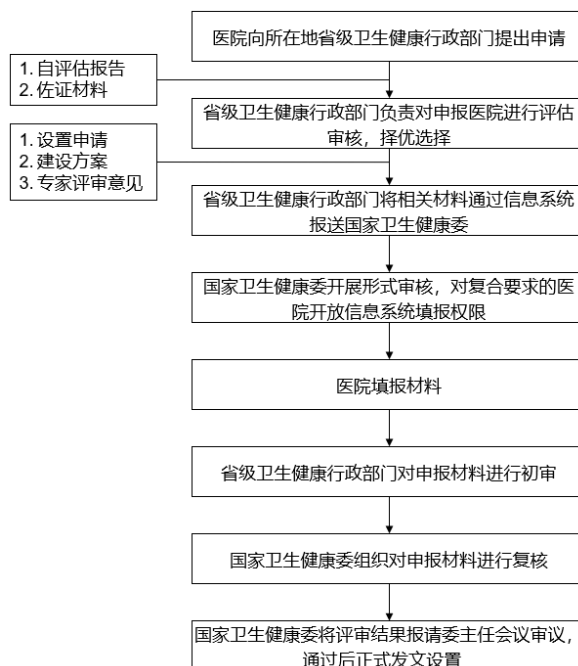 医院向所在地省级卫生健康行政部门提出申请
1. 自评估报告
2. 佐证材料
省级卫生健康行政部门负责对申报医院进行评估
审核，择优选择
1. 设置申请
2. 建设方案
3. 专家评审意见
省级卫生健康行政部门将相关材料通过信息系统
报送国家卫生健康委
国家卫生健康委开展形式审核，对复合要求的医
院开放信息系统填报权限
医院填报材料
省级卫生健康行政部门对申报材料进行初审
国家卫生健康委组织对申报材料进行复核
国家卫生健康委将评审结果报请委主任会议审议，
通过后正式发文设置